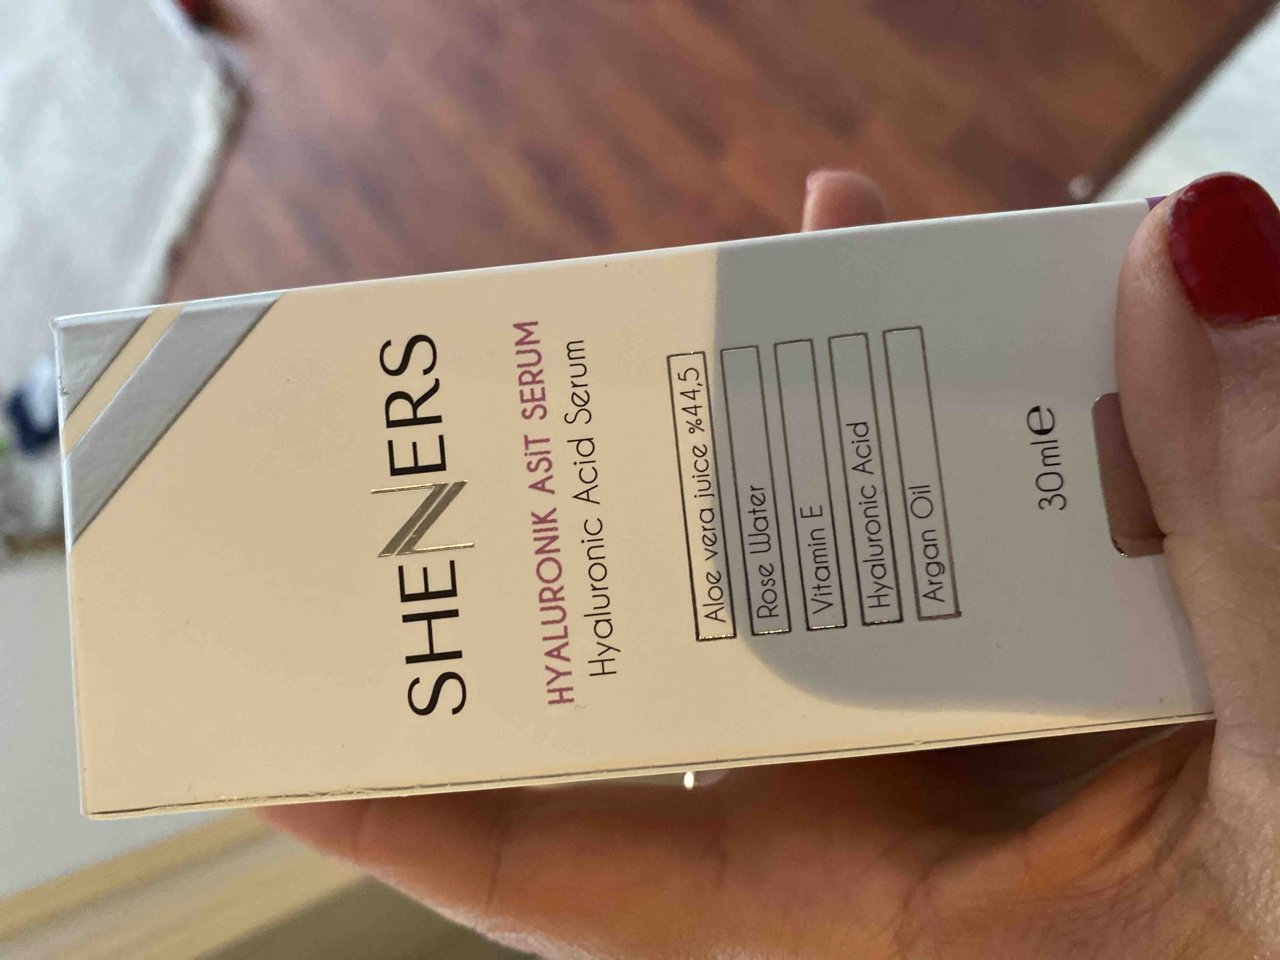 SHENERS
HYALURONIK ASİT SERUM
Hyaluronic Acid Serum
Aloe vera juice %44,5
Rose Water
Vitamin E
Hyaluronic Acid
Argan Oil
30ml℮